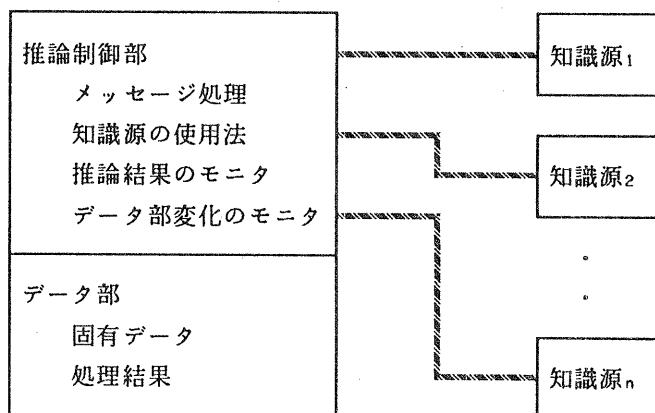 推論制御部
メッセージ処理
知識源の使用法
推論結果のモニタ
データ部変化のモニタ
データ部
固有データ
処理結果
知識源1
知識源2
知識源n